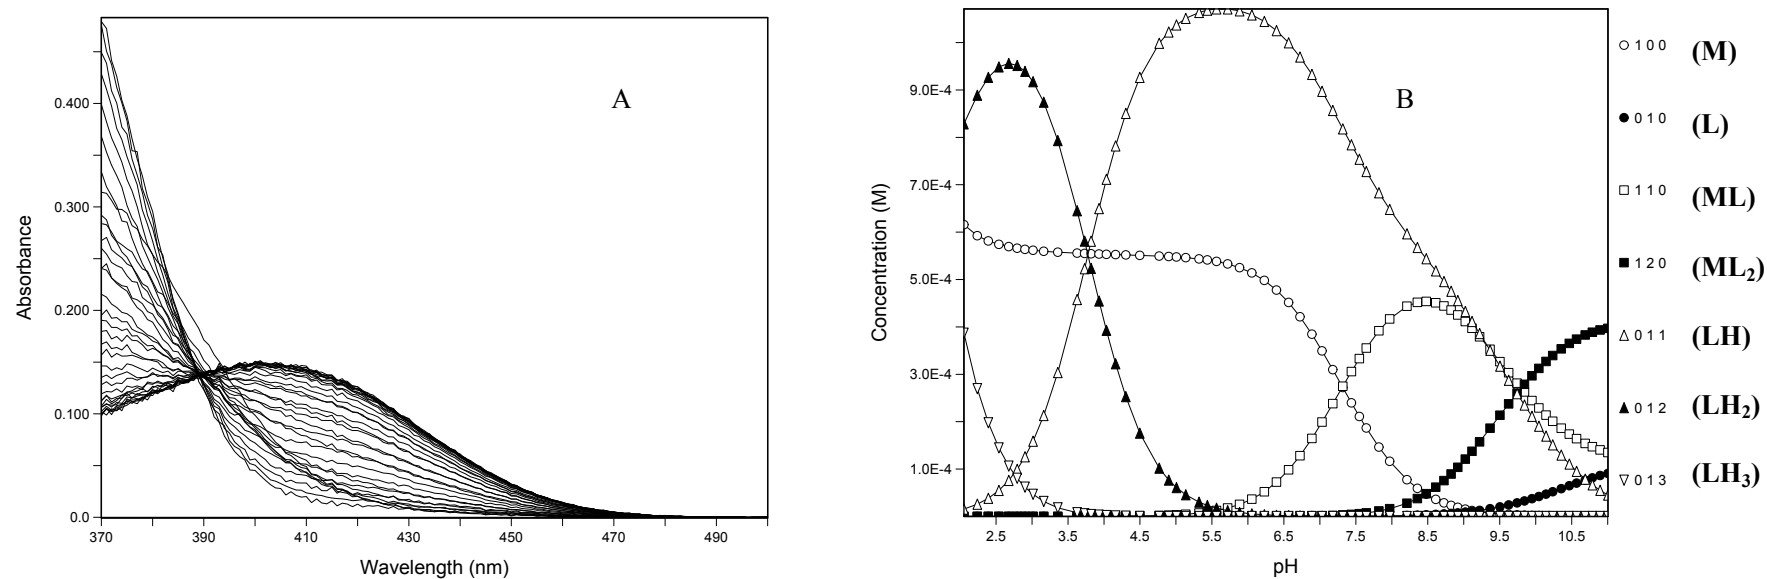 A
0.400
0.300
0.200
0.100
0.0
370
390
410
430
450
470
490
Absorbance
Wavelength (nm)
B
9.0E-4
7.0E-4
5.0E-4
3.0E-4
1.0E-4
2.5
3.5
4.5
5.5
6.5
7.5
8.5
9.5
10.5
Concentration (M)
pH
1 0 0 (M)
0 1 0 (L)
1 1 0 (ML)
1 2 0 (ML₂)
0 1 1 (LH)
0 1 2 (LH₂)
0 1 3 (LH₃)